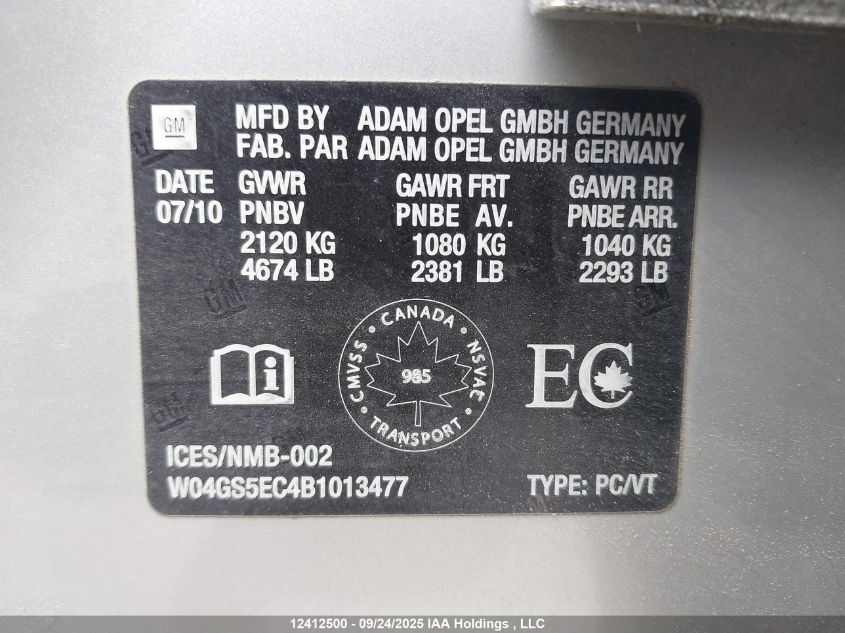 GM
MFD BY ADAM OPEL GMBH GERMANY
FAB. PAR ADAM OPEL GMBH GERMANY
DATE GVWR GAWR FRT GAWR RR
07/10 PNBV PNBE AV. PNBE ARR.
2120 KG 1080 KG 1040 KG
4674 LB 2381 LB 2293 LB
GM
GM
CANADA
CMVSS
NSVAC
TRANSPORT
EC
GM
ICES/NMB-002
W04GS5EC4B1013477 TYPE: PC/VT
12412500 - 09/24/2025 IAA Holdings , LLC